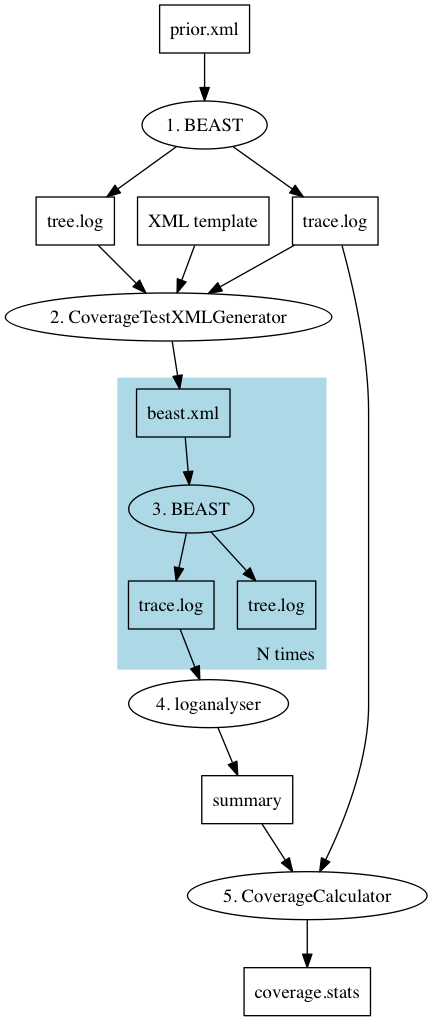 prior.xml
1. BEAST
tree.log
XML template
trace.log
2. CoverageTestXMLGenerator
beast.xml
3. BEAST
trace.log
tree.log
N times
4. loganalyser
summary
5. CoverageCalculator
coverage.stats